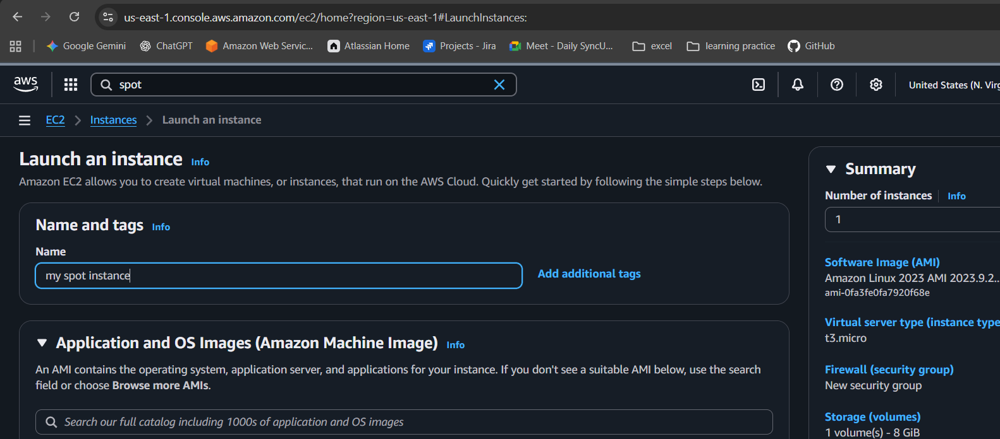 us-east-1.console.aws.amazon.com/ec2/home?region=us-east-1#LaunchInstances:
Google Gemini
ChatGPT
Amazon Web Servic...
Atlassian Home
Projects - Jira
Meet - Daily SyncU...
excel
learning practice
GitHub
aws
spot
United States (N. Virg
EC2 > Instances > Launch an instance
Launch an instance Info
Amazon EC2 allows you to create virtual machines, or instances, that run on the AWS Cloud. Quickly get started by following the simple steps below.
Name and tags Info
Name
my spot instance
Add additional tags
Application and OS Images (Amazon Machine Image) Info
An AMI contains the operating system, application server, and applications for your instance. If you don't see a suitable AMI below, use the search
field or choose Browse more AMIs.
Search our full catalog including 1000s of application and OS images
Summary
Number of instances Info
1
Software Image (AMI)
Amazon Linux 2023 AMI 2023.9.2...
ami-0fa3fe0fa7920f68e
Virtual server type (instance type
t3.micro
Firewall (security group)
New security group
Storage (volumes)
1 volume(s) - 8 GiB